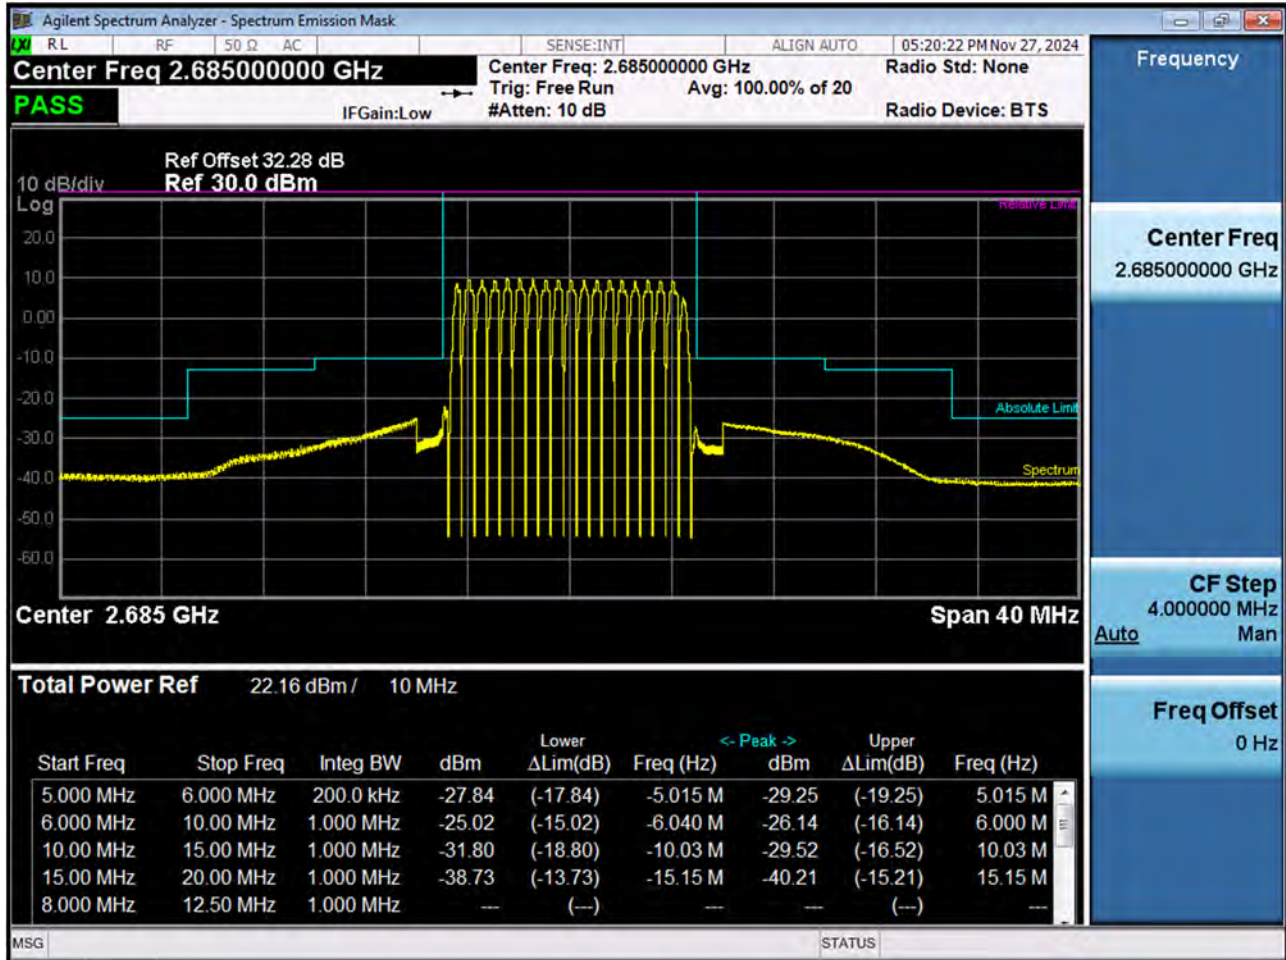 Agilent Spectrum Analyzer - Spectrum Emission Mask
LXI RL RF 50 Ω AC SENSE:INT ALIGN AUTO 05:20:22 PM Nov 27, 2024
Center Freq 2.685000000 GHz
Center Freq: 2.685000000 GHz Radio Std: None
Trig: Free Run Avg: 100.00% of 20
PASS
IFGain:Low #Atten: 10 dB Radio Device: BTS
Ref Offset 32.28 dB
10 dB/div Ref 30.0 dBm
Log
Relative Limit
20.0
10.0
0.00
-10.0
-20.0
Absolute Limit
-30.0
-40.0
Spectrum
-50.0
-60.0
Center 2.685 GHz Span 40 MHz
Total Power Ref 22.16 dBm / 10 MHz
Lower <- Peak -> Upper
Start Freq Stop Freq Integ BW dBm ΔLim(dB) Freq (Hz) dBm ΔLim(dB) Freq (Hz)
5.000 MHz 6.000 MHz 200.0 kHz -27.84 (-17.84) -5.015 M -29.25 (-19.25) 5.015 M
6.000 MHz 10.00 MHz 1.000 MHz -25.02 (-15.02) -6.040 M -26.14 (-16.14) 6.000 M
10.00 MHz 15.00 MHz 1.000 MHz -31.80 (-18.80) -10.03 M -29.52 (-16.52) 10.03 M
15.00 MHz 20.00 MHz 1.000 MHz -38.73 (-13.73) -15.15 M -40.21 (-15.21) 15.15 M
8.000 MHz 12.50 MHz 1.000 MHz --- (---) --- --- (---) ---
MSG STATUS
Frequency
Center Freq
2.685000000 GHz
CF Step
4.000000 MHz
Auto Man
Freq Offset
0 Hz